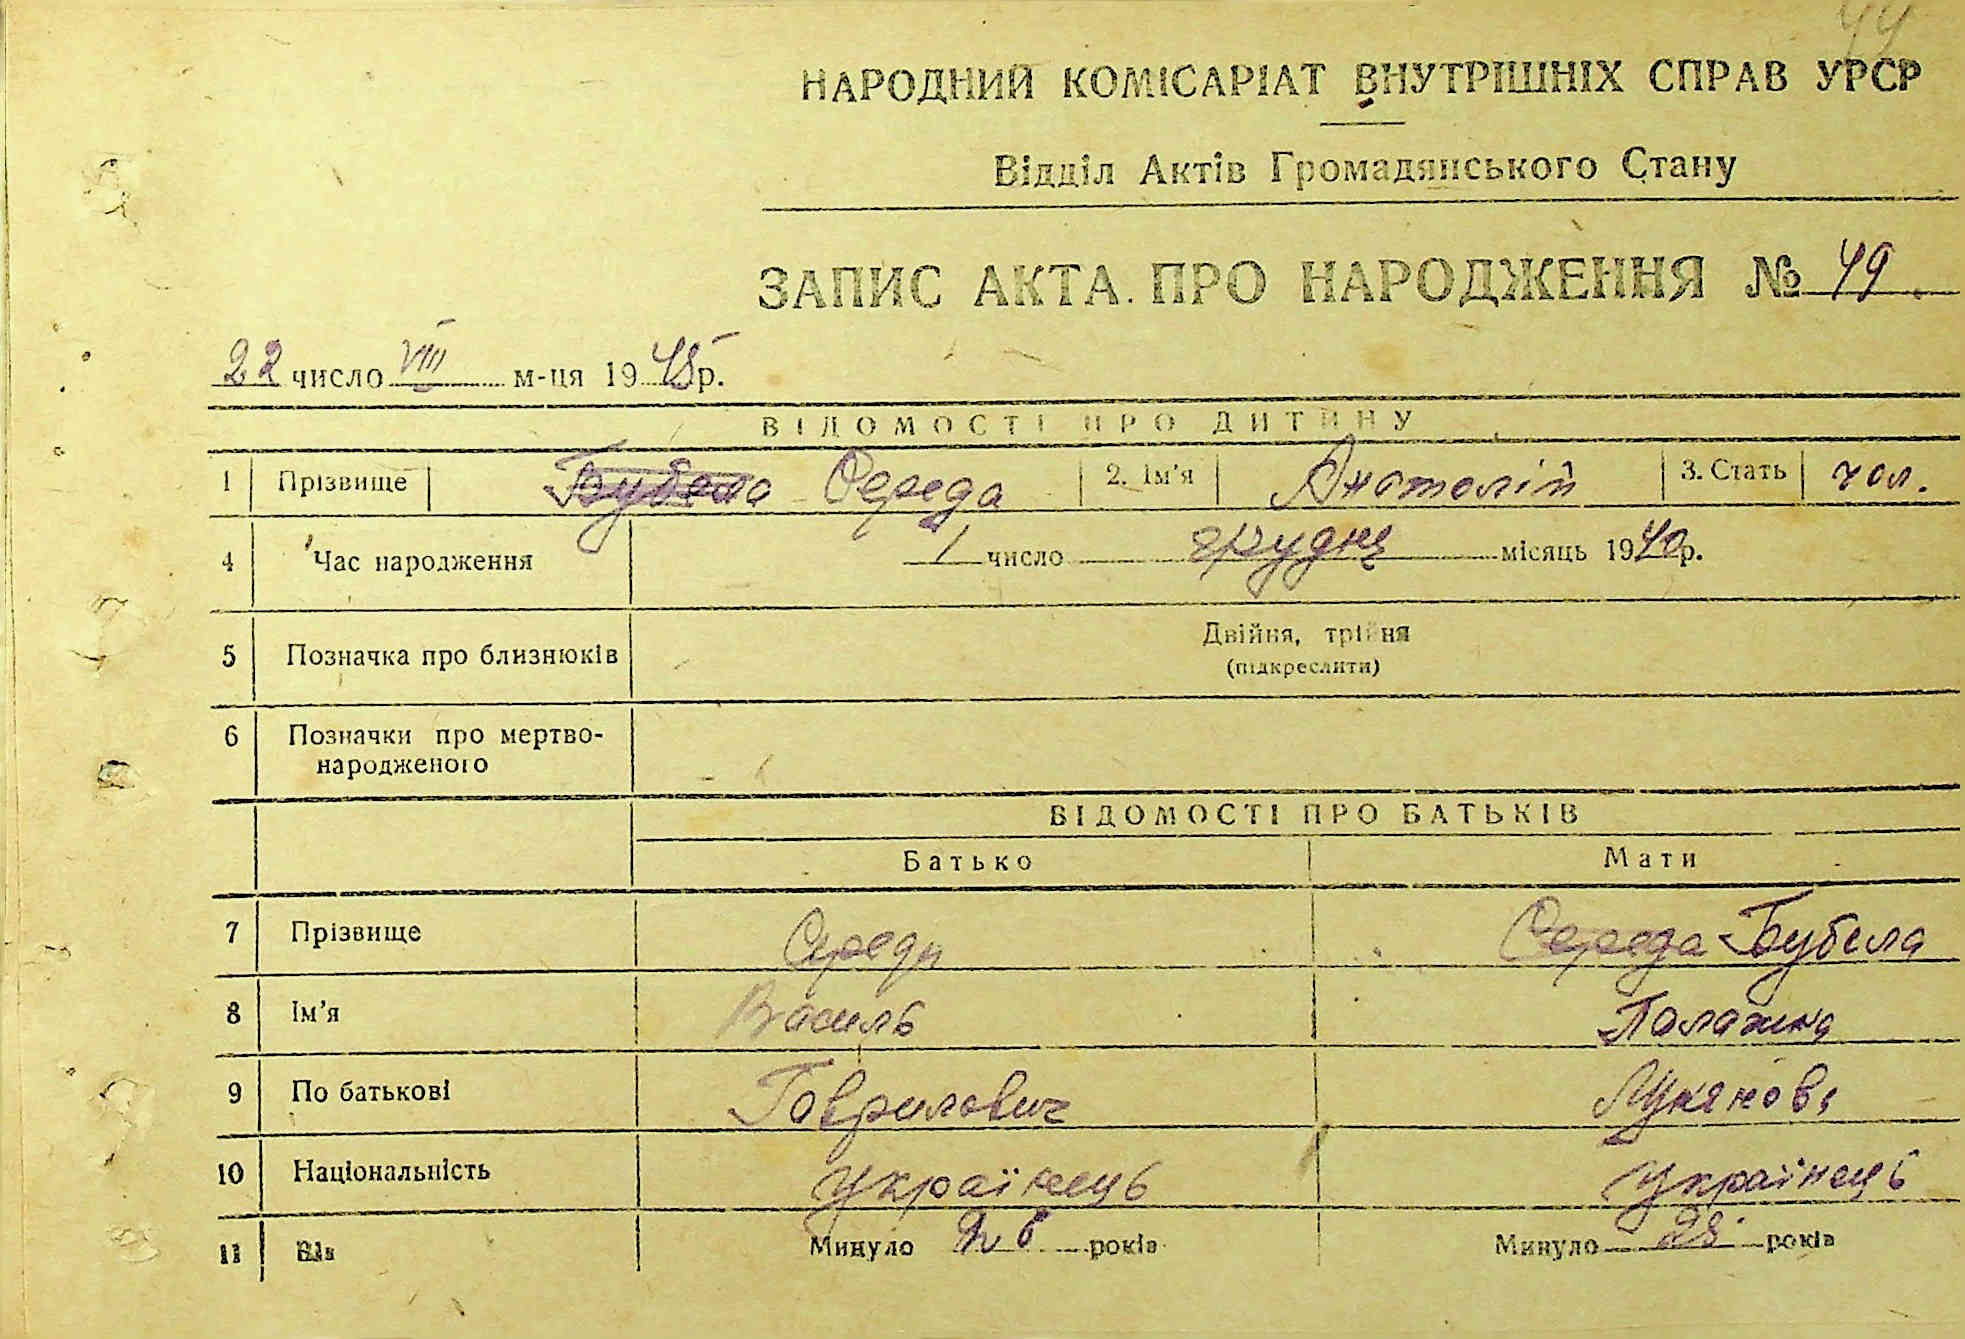 44
НАРОДНИЙ КОМІСАРІАТ ВНУТРІШНІХ СПРАВ УРСР
Відділ Актів Громадянського Стану
ЗАПИС АКТА ПРО НАРОДЖЕННЯ № 49
22 число VIII м-ця 1945 р.
ВІДОМОСТІ ПРО ДИТИНУ
1 Прізвище Бубела Середа 2. Ім'я Анатолій 3. Стать чол.
4 Час народження 1 число грудня місяць 1940 р.
5 Позначка про близнюків Двійня, трійня
(підкреслити)
6 Позначки про мертво-
народженого
ВІДОМОСТІ ПРО БАТЬКІВ
Батько Мати
7 Прізвище Середа Середа Бубела
8 Ім'я Василь Палажка
9 По батькові Гаврилович Лукянов
10 Національність Українець Українець
11 Вік Минуло 26 років Минуло 28 років